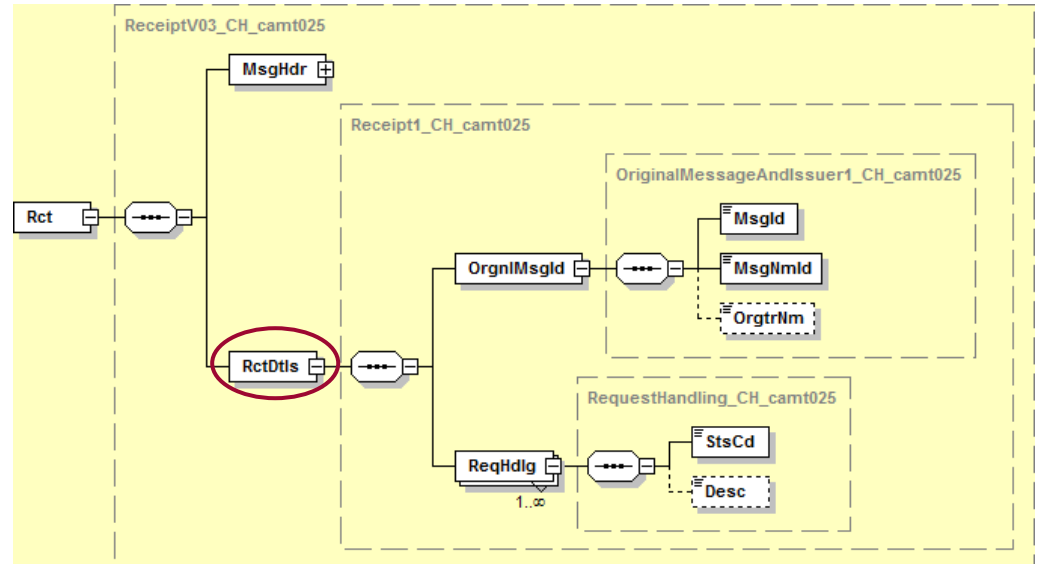 ReceiptV03_CH_camt025
MsgHdr
Receipt1_CH_camt025
OriginalMessageAndIssuer1_CH_camt025
MsgId
Rct
OrgnlMsgId
MsgNmId
OrgtrNm
RctDtls
RequestHandling_CH_camt025
StsCd
ReqHdlg
Desc
1..∞